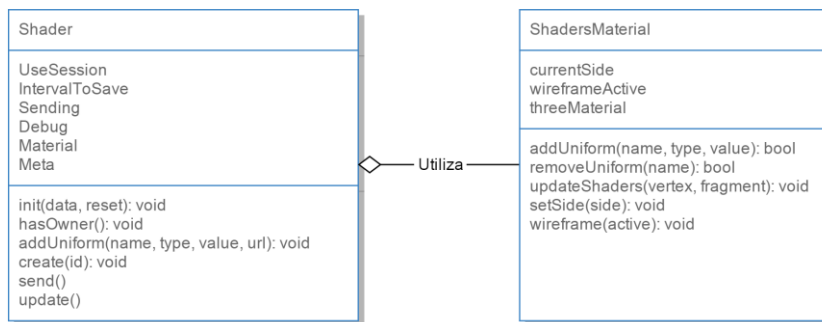 Shader
UseSession
IntervalToSave
Sending
Debug
Material
Meta
init(data, reset): void
hasOwner(): void
addUniform(name, type, value, url): void
create(id): void
send()
update()
Utiliza
ShadersMaterial
currentSide
wireframeActive
threeMaterial
addUniform(name, type, value): bool
removeUniform(name): bool
updateShaders(vertex, fragment): void
setSide(side): void
wireframe(active): void